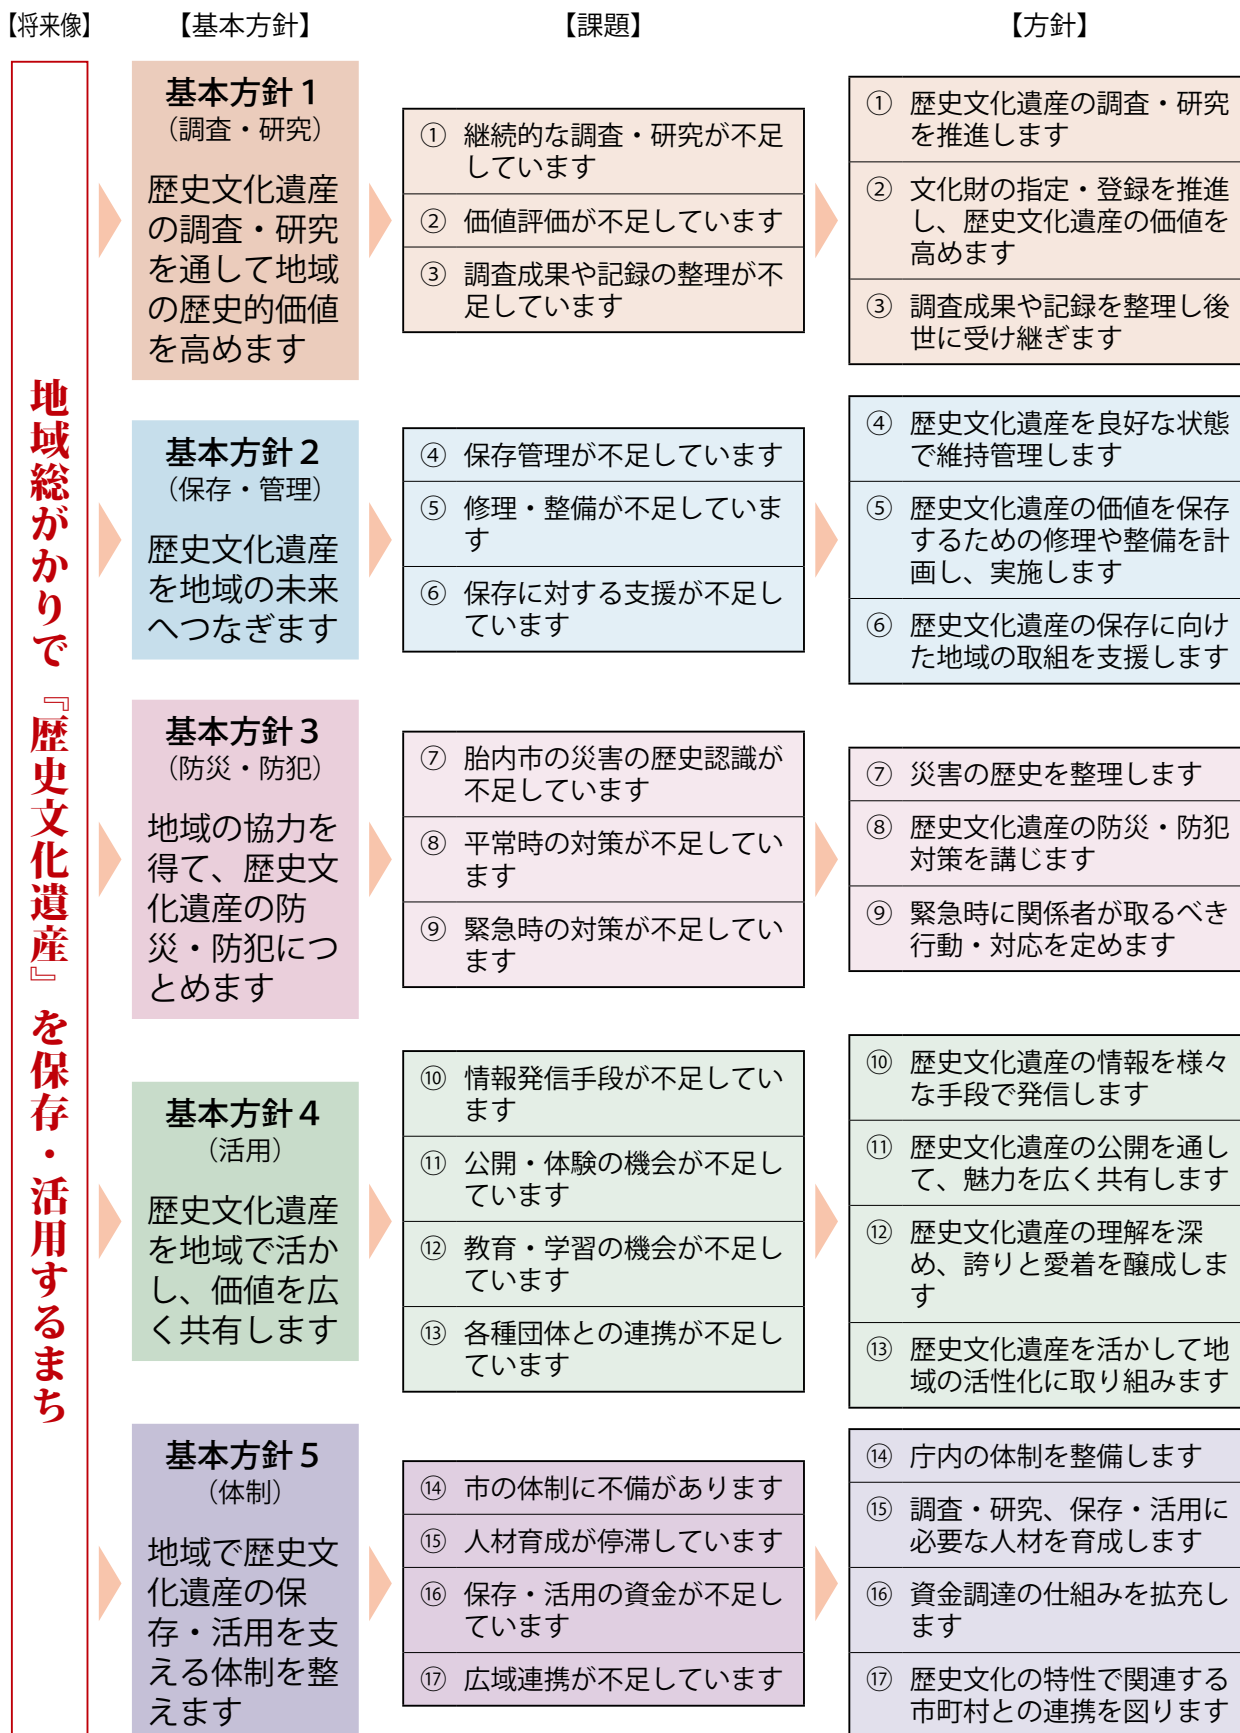 【将来像】
【基本方針】
【課題】
【方針】
地域総がかりで『歴史文化遺産』を保存・活用するまち
基本方針１
（調査・研究）
歴史文化遺産
の調査・研究
を通して地域
の歴史的価値
を高めます
① 継続的な調査・研究が不足
しています
② 価値評価が不足しています
③ 調査成果や記録の整理が不
足しています
① 歴史文化遺産の調査・研究
を推進します
② 文化財の指定・登録を推進
し、歴史文化遺産の価値を
高めます
③ 調査成果や記録を整理し後
世に受け継ぎます
基本方針２
（保存・管理）
歴史文化遺産
を地域の未来
へつなぎます
④ 保存管理が不足しています
⑤ 修理・整備が不足していま
す
⑥ 保存に対する支援が不足し
ています
④ 歴史文化遺産を良好な状態
で維持管理します
⑤ 歴史文化遺産の価値を保存
するための修理や整備を計
画し、実施します
⑥ 歴史文化遺産の保存に向け
た地域の取組を支援します
基本方針３
（防災・防犯）
地域の協力を
得て、歴史文
化遺産の防
災・防犯につ
とめます
⑦ 胎内市の災害の歴史認識が
不足しています
⑧ 平常時の対策が不足してい
ます
⑨ 緊急時の対策が不足してい
ます
⑦ 災害の歴史を整理します
⑧ 歴史文化遺産の防災・防犯
対策を講じます
⑨ 緊急時に関係者が取るべき
行動・対応を定めます
基本方針４
（活用）
歴史文化遺産
を地域で活か
し、価値を広
く共有します
⑩ 情報発信手段が不足してい
ます
⑪ 公開・体験の機会が不足し
ています
⑫ 教育・学習の機会が不足し
ています
⑬ 各種団体との連携が不足し
ています
⑩ 歴史文化遺産の情報を様々
な手段で発信します
⑪ 歴史文化遺産の公開を通し
て、魅力を広く共有します
⑫ 歴史文化遺産の理解を深
め、誇りと愛着を醸成しま
す
⑬ 歴史文化遺産を活かして地
域の活性化に取り組みます
基本方針５
（体制）
地域で歴史文
化遺産の保
存・活用を支
える体制を整
えます
⑭ 市の体制に不備があります
⑮ 人材育成が停滞しています
⑯ 保存・活用の資金が不足し
ています
⑰ 広域連携が不足しています
⑭ 庁内の体制を整備します
⑮ 調査・研究、保存・活用に
必要な人材を育成します
⑯ 資金調達の仕組みを拡充し
ます
⑰ 歴史文化の特性で関連する
市町村との連携を図ります